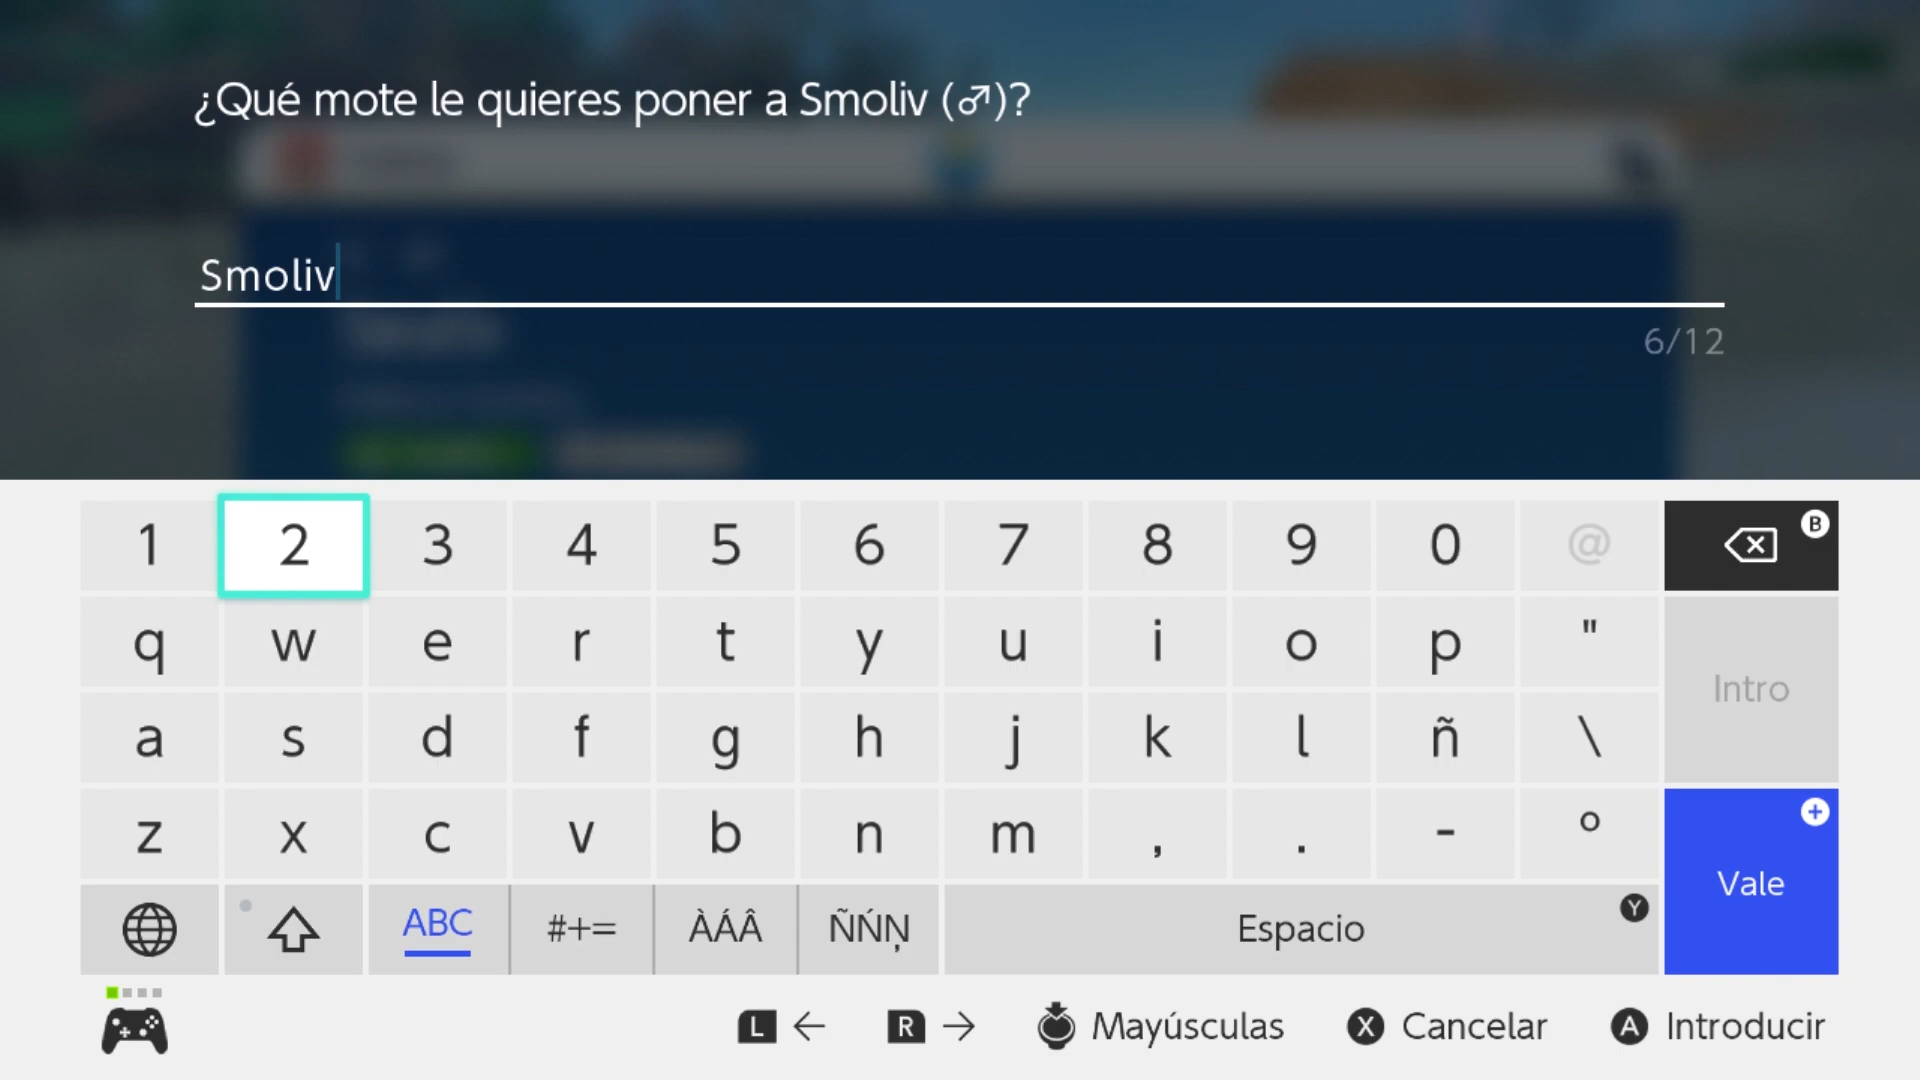 ¿Qué mote le quieres poner a Smoliv (♂)?
Smoliv
6/12
1 2 3 4 5 6 7 8 9 0 @ B
q w e r t y u i o p " Intro
a s d f g h j k l ñ \
z x c v b n m , . - º + Vale
ABC #+= ÀÁÂ ÑŃŅ Espacio Y
L ← R → Mayúsculas X Cancelar A Introducir